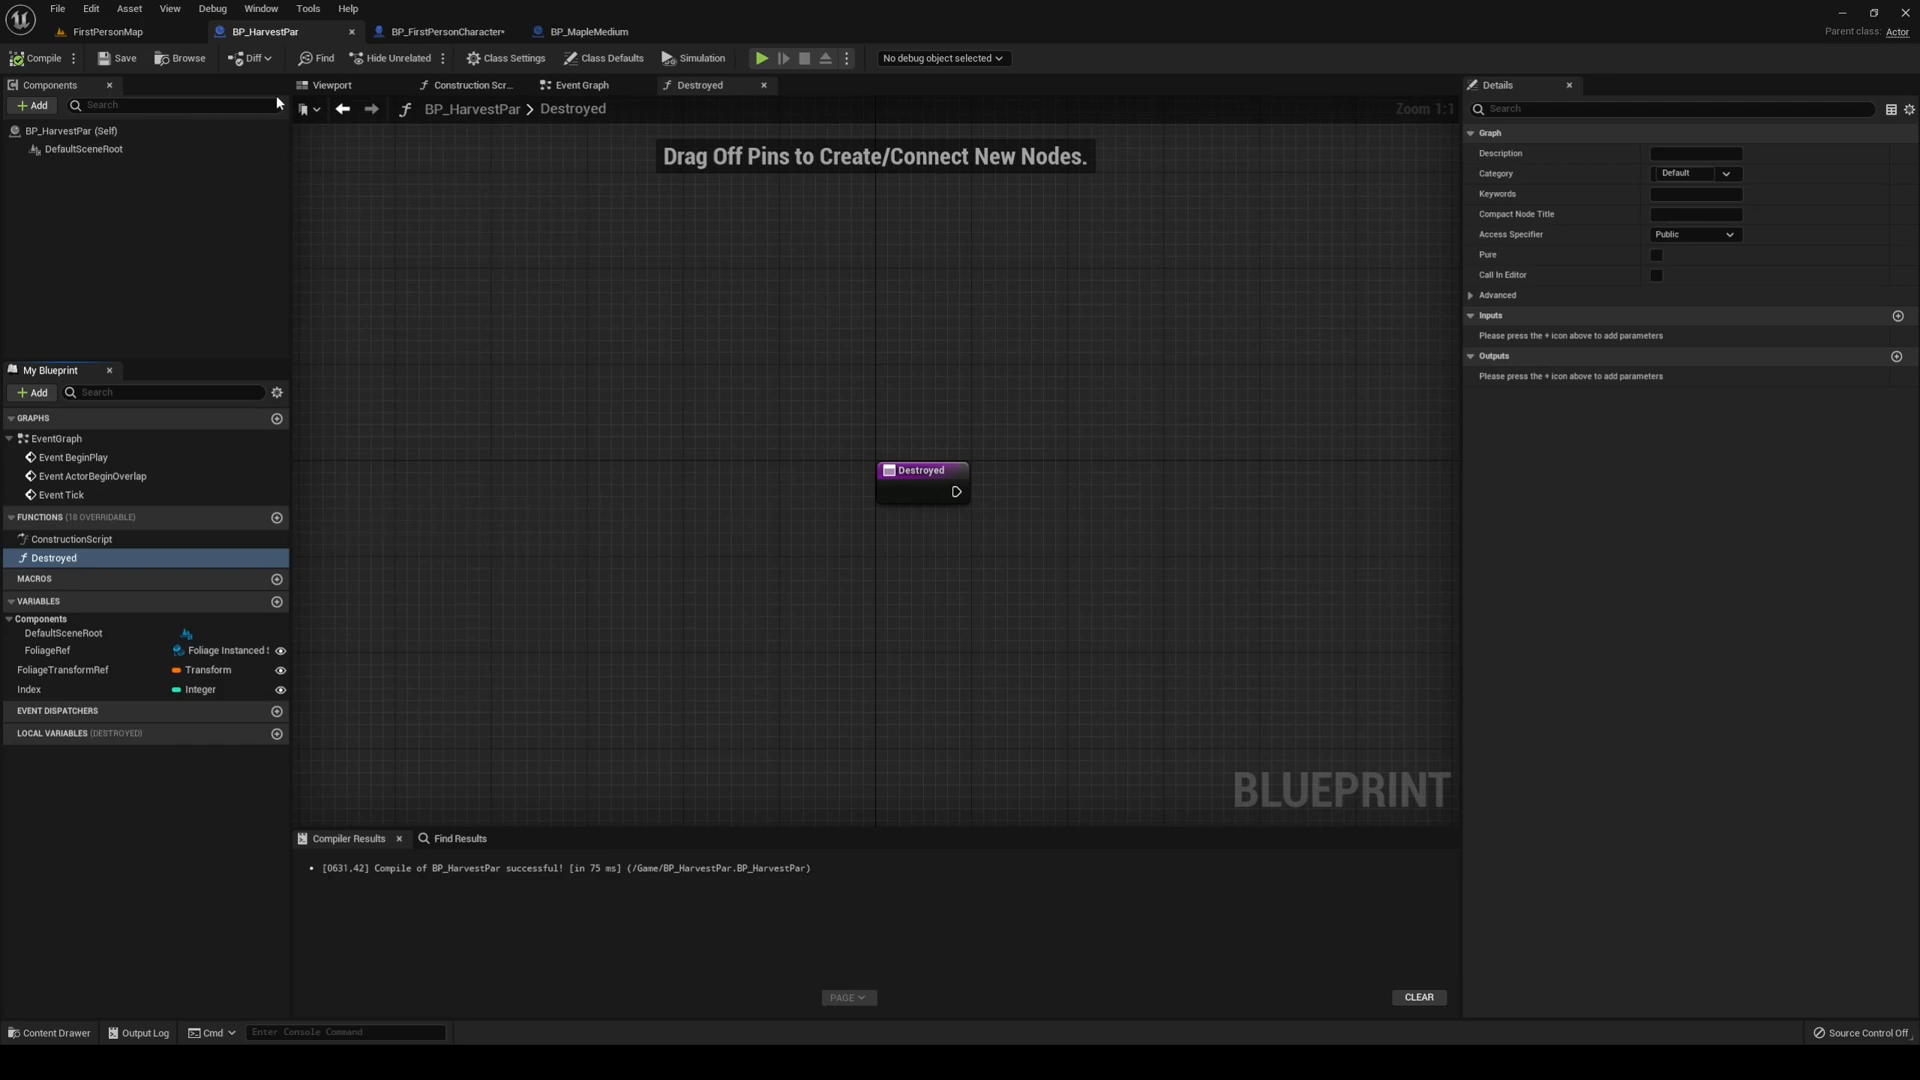 File Edit Asset View Window Debug Window Tools Help
FirstPersonMap BP_HarvestPar BP_FirstPersonCharacter* BP_MapleMedium
Parent class: Actor
Compile Save Browse Diff Find Hide Unrelated Class Settings Class Defaults Simulation No debug object selected
Components
Viewport Construction Scr... Event Graph Destroyed
Details
Add Search
BP_HarvestPar > Destroyed
Zoom 1:1
Search
BP_HarvestPar (Self)
DefaultSceneRoot
Drag Off Pins to Create/Connect New Nodes.
Graph
Description
Category Default
Keywords
Compact Node Title
Access Specifier Public
Pure
Call In Editor
Advanced
Inputs
Please press the + icon above to add parameters
Outputs
Please press the + icon above to add parameters
My Blueprint
Add Search
GRAPHS
EventGraph
Event BeginPlay
Event ActorBeginOverlap
Event Tick
FUNCTIONS (18 OVERRIDABLE)
ConstructionScript
Destroyed
MACROS
VARIABLES
Components
DefaultSceneRoot
FoliageRef Foliage Instanced S
FoliageTransformRef Transform
Index Integer
EVENT DISPATCHERS
LOCAL VARIABLES (DESTROYED)
Destroyed
BLUEPRINT
Compiler Results Find Results
• [0631,42] Compile of BP_HarvestPar successful! [in 75 ms] (/Game/BP_HarvestPar.BP_HarvestPar)
PAGE
CLEAR
Content Drawer Output Log Cmd Enter Console Command
Source Control Off